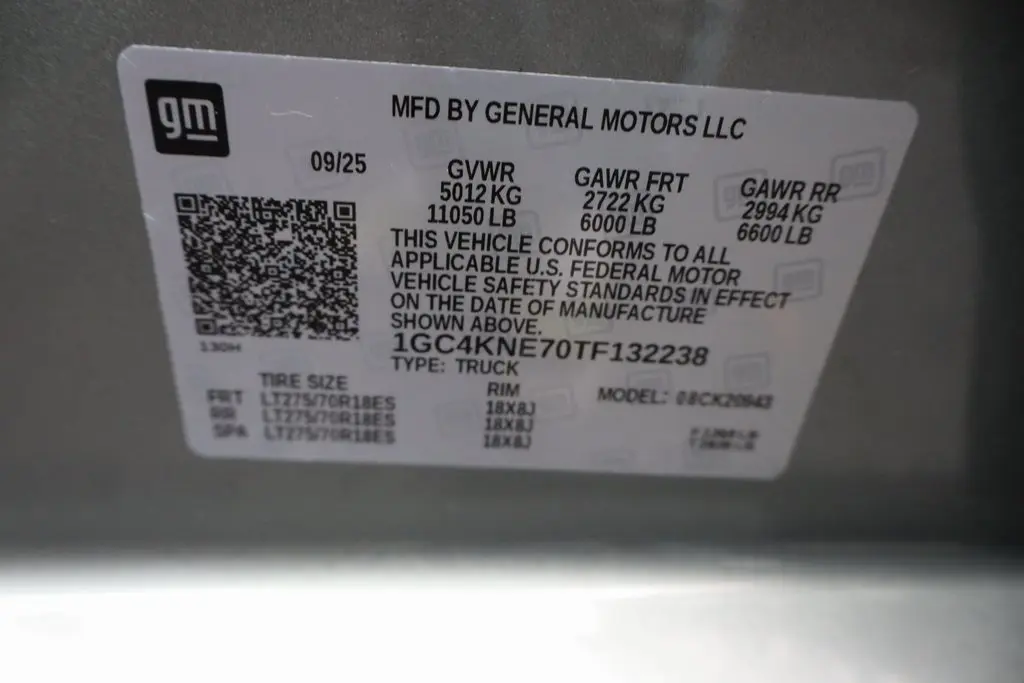 gm
MFD BY GENERAL MOTORS LLC
09/25
GVWR
5012 KG
11050 LB
GAWR FRT
2722 KG
6000 LB
GAWR RR
2994 KG
6600 LB
THIS VEHICLE CONFORMS TO ALL
APPLICABLE U.S. FEDERAL MOTOR
VEHICLE SAFETY STANDARDS IN EFFECT
ON THE DATE OF MANUFACTURE
SHOWN ABOVE.
1GC4KNE70TF132238
TYPE: TRUCK
130H
TIRE SIZE
RIM
MODEL: 08CK20943
FRT LT275/70R18ES 18X8J
RR LT275/70R18ES 18X8J
SPA LT275/70R18ES 18X8J